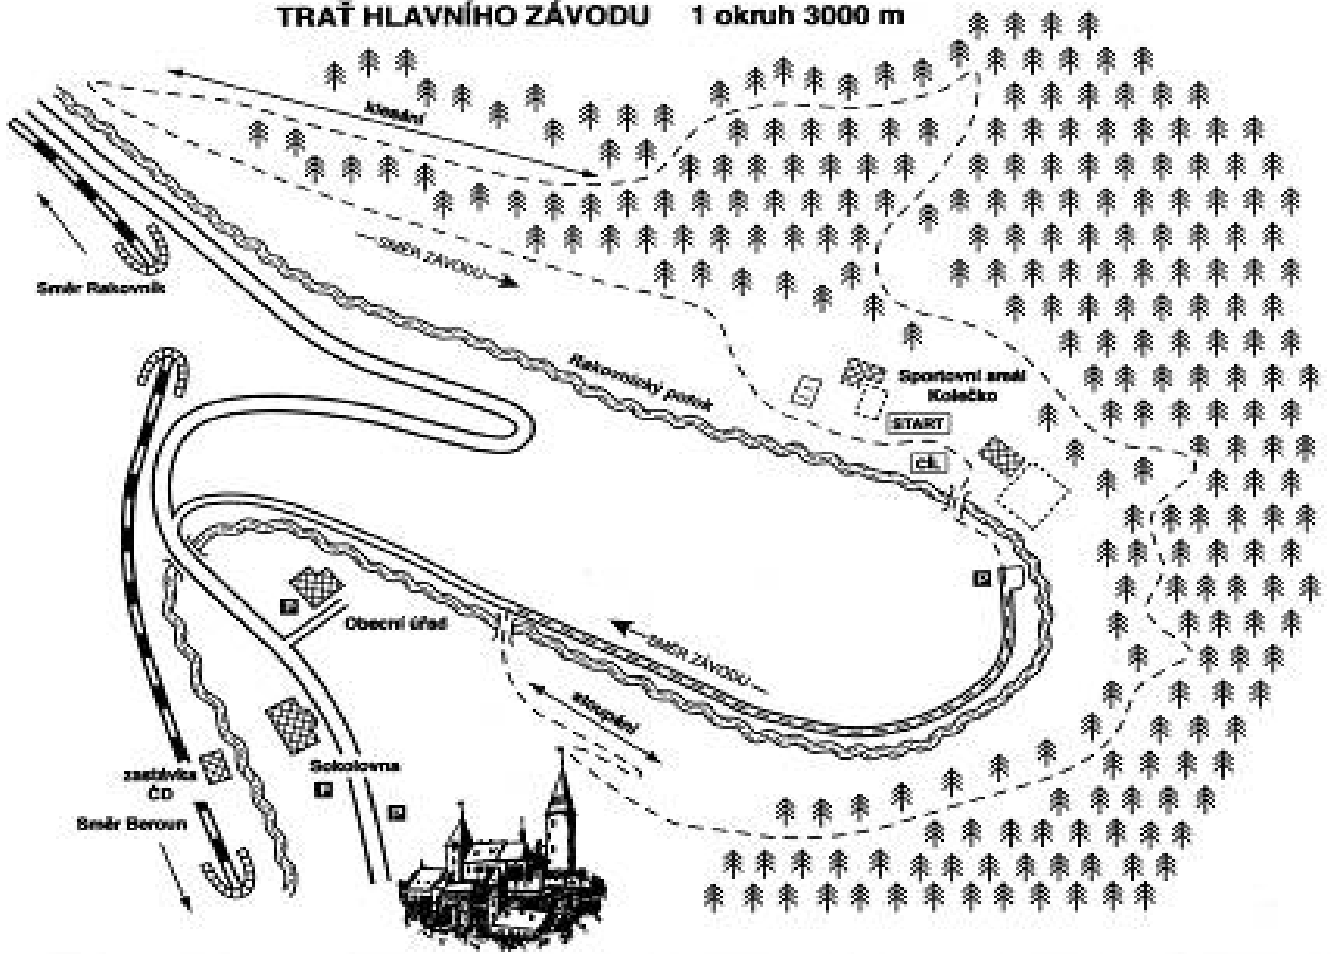 TRAŤ HLAVNÍHO ZÁVODU 1 okruh 3000 m
klesání
SMĚR ZÁVODU
Směr Rakovník
Rakovnický potok
Sportovní areál
Kolečko
START
CÍL
P
P
Obecní úřad
SMĚR ZÁVODU
stoupání
Sokolovna
zastávka
ČD
P
P
Směr Beroun